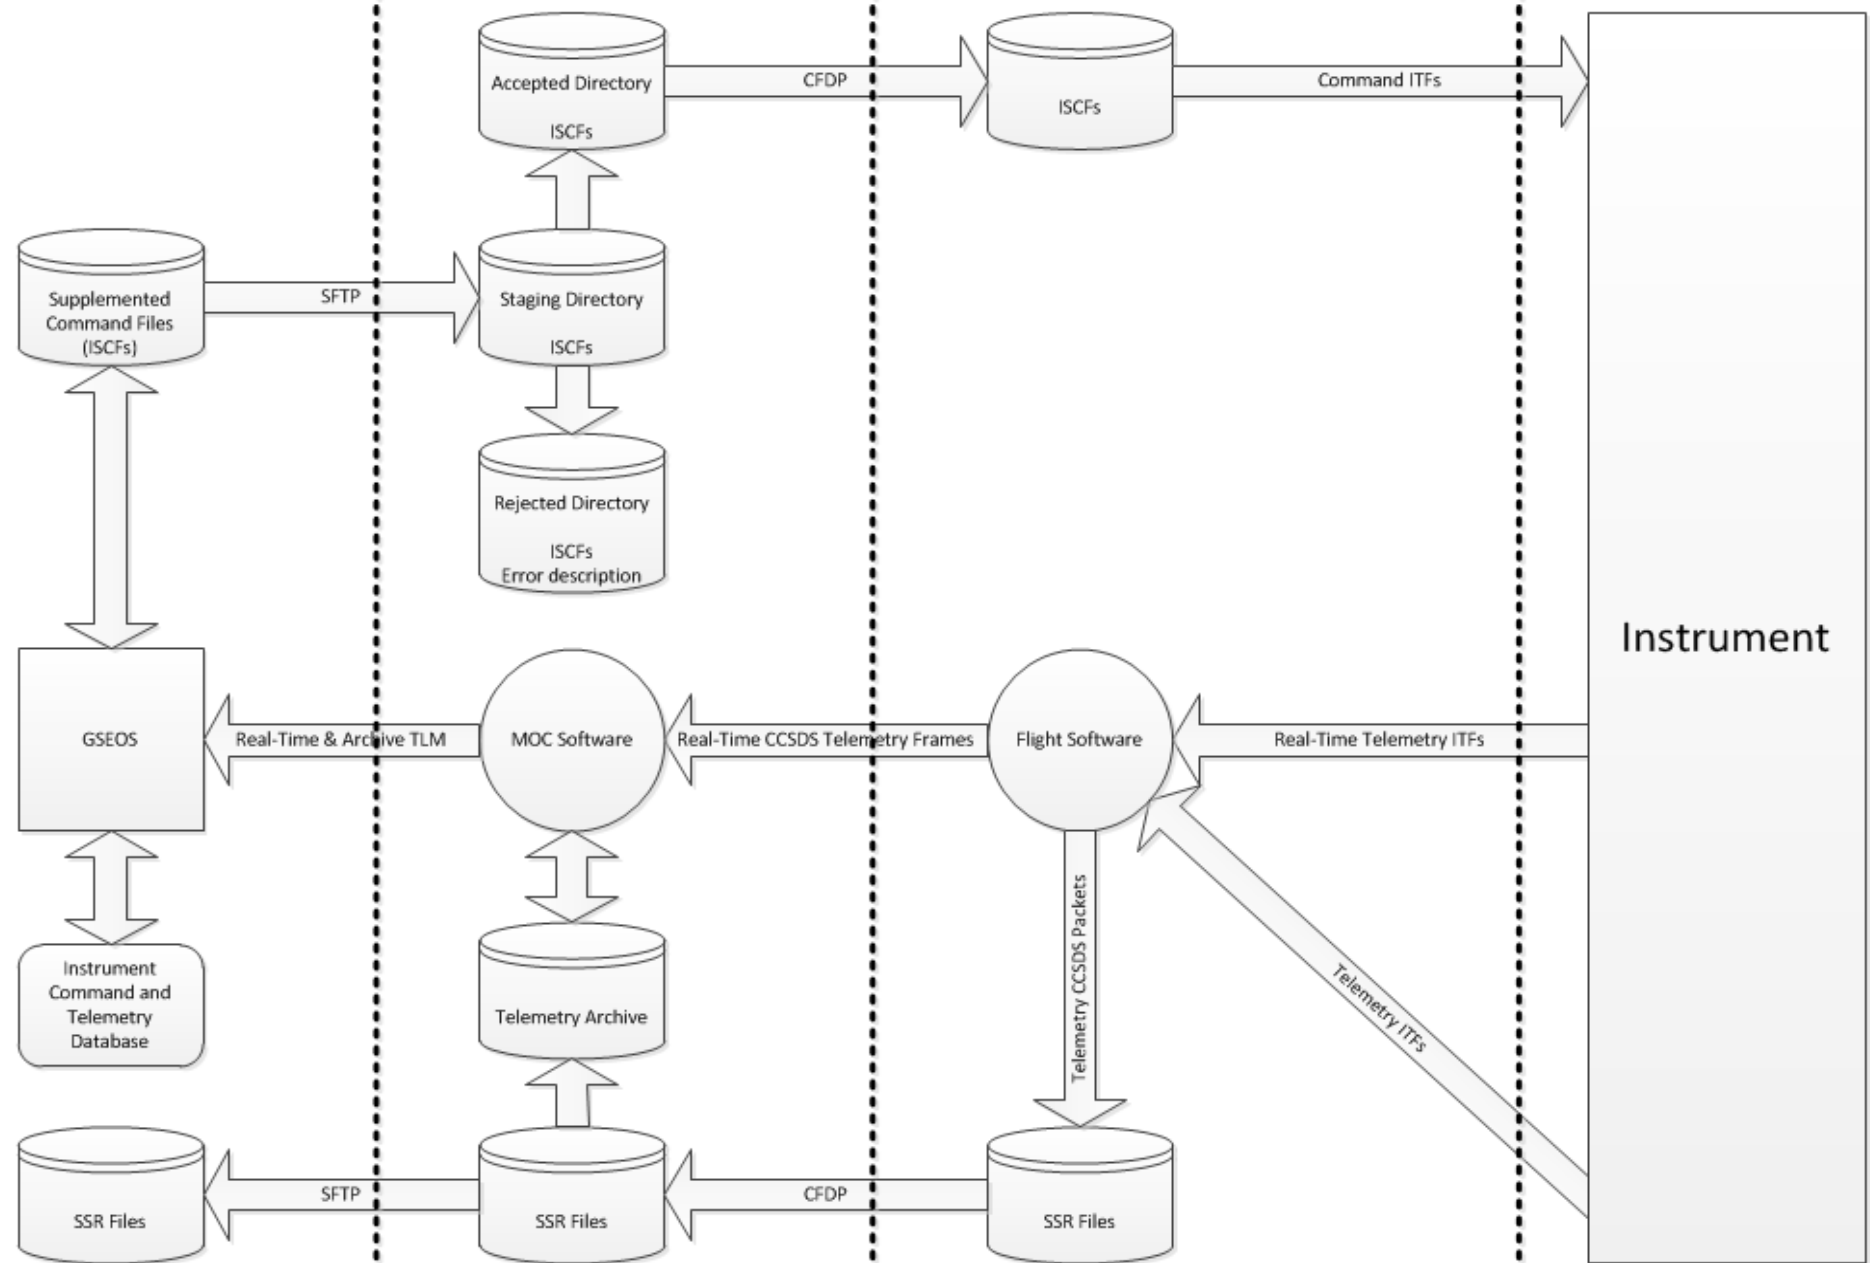 Accepted Directory
ISCFs
CFDP
ISCFs
Command ITFs
Supplemented
Command Files
(ISCFs)
SFTP
Staging Directory
ISCFs
Rejected Directory
ISCFs
Error description
Instrument
GSEOS
Real-Time & Archive TLM
MOC Software
Real-Time CCSDS Telemetry Frames
Flight Software
Real-Time Telemetry ITFs
Telemetry CCSDS Packets
Telemetry ITFs
Instrument
Command and
Telemetry
Database
Telemetry Archive
SSR Files
SFTP
SSR Files
CFDP
SSR Files